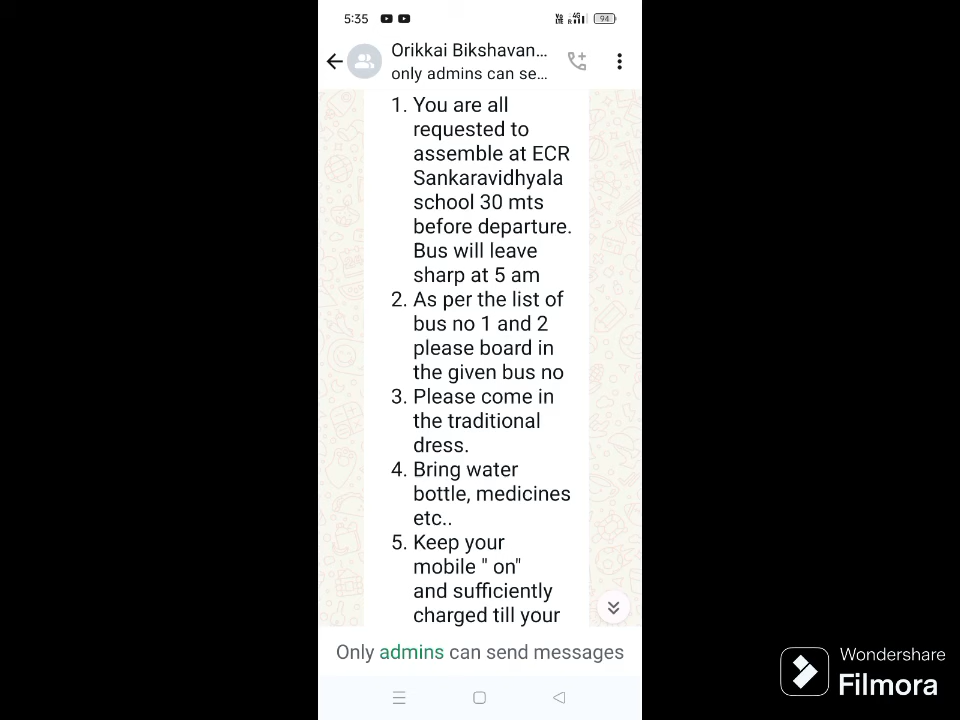 5:35
Vo LTE 4G R 94
Orikkai Bikshavan...
only admins can se...
1. You are all
requested to
assemble at ECR
Sankaravidhyala
school 30 mts
before departure.
Bus will leave
sharp at 5 am
2. As per the list of
bus no 1 and 2
please board in
the given bus no
3. Please come in
the traditional
dress.
4. Bring water
bottle, medicines
etc..
5. Keep your
mobile " on"
and sufficiently
charged till your
Only admins can send messages
Wondershare
Filmora